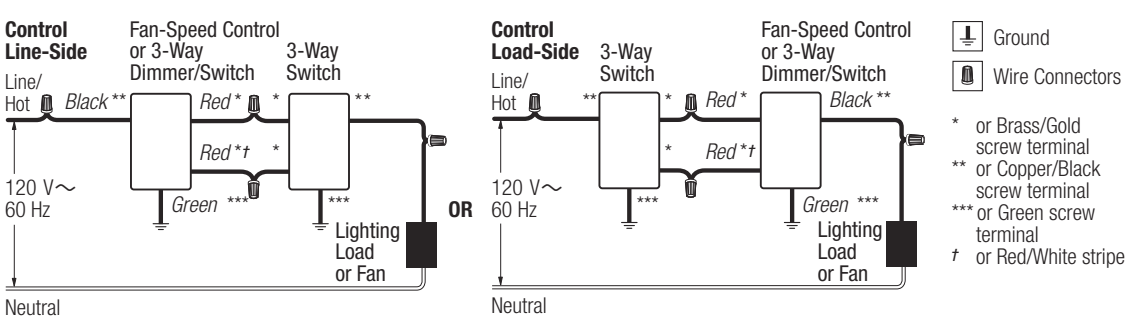 Control
Line-Side
Fan-Speed Control
or 3-Way
Dimmer/Switch
3-Way
Switch
Line/
Hot
Black **
Red *
*
**
Red *†
*
120 V～
60 Hz
Green ***
***
Lighting
Load
or Fan
Neutral
OR
Control
Load-Side
3-Way
Switch
Fan-Speed Control
or 3-Way
Dimmer/Switch
Line/
Hot
**
*
Red *
Black **
*
Red *†
120 V～
60 Hz
***
Green ***
Lighting
Load
or Fan
Neutral
Ground
Wire Connectors
* or Brass/Gold
screw terminal
** or Copper/Black
screw terminal
*** or Green screw
terminal
† or Red/White stripe